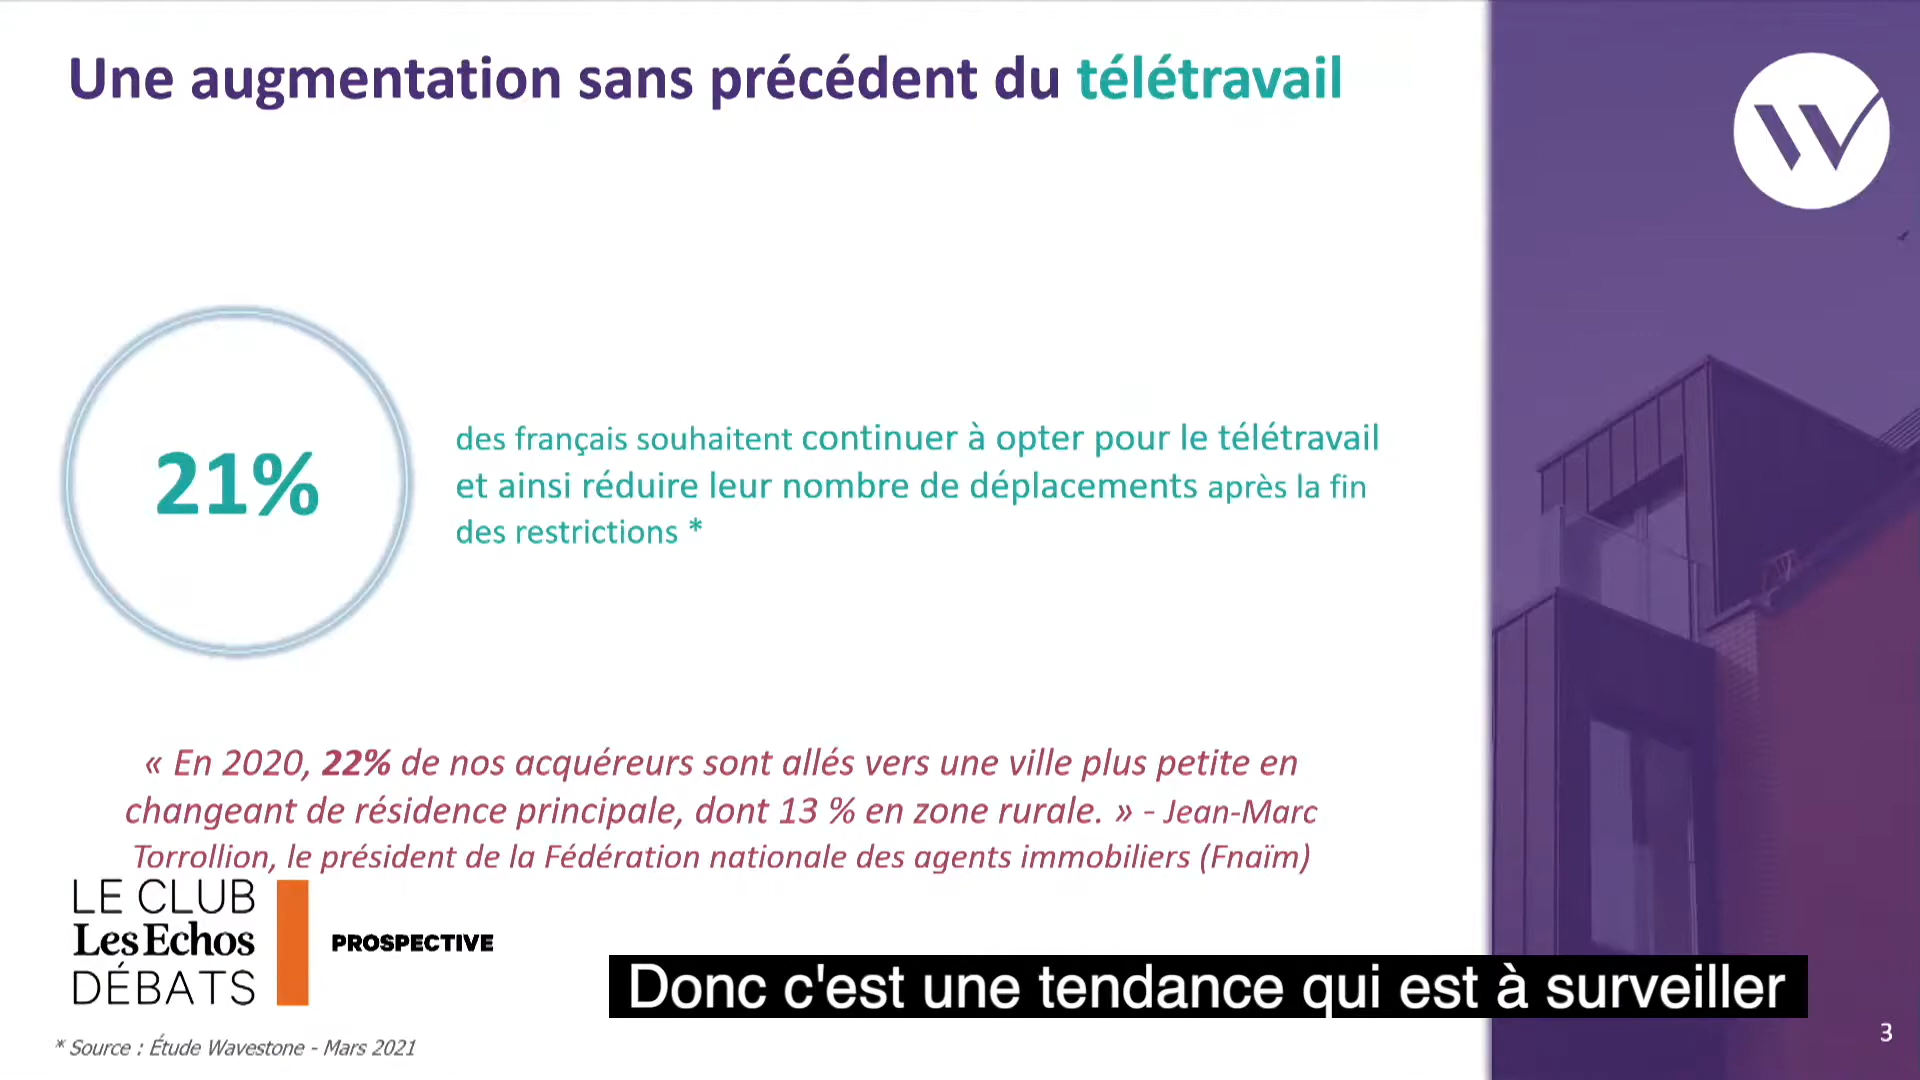 Une augmentation sans précédent du télétravail
21%
des français souhaitent continuer à opter pour le télétravail
et ainsi réduire leur nombre de déplacements après la fin
des restrictions *
« En 2020, 22% de nos acquéreurs sont allés vers une ville plus petite en
changeant de résidence principale, dont 13 % en zone rurale. » - Jean-Marc
Torrollion, le président de la Fédération nationale des agents immobiliers (Fnaïm)
LE CLUB
Les Echos
DÉBATS
PROSPECTIVE
Donc c'est une tendance qui est à surveiller
* Source : Étude Wavestone - Mars 2021
3